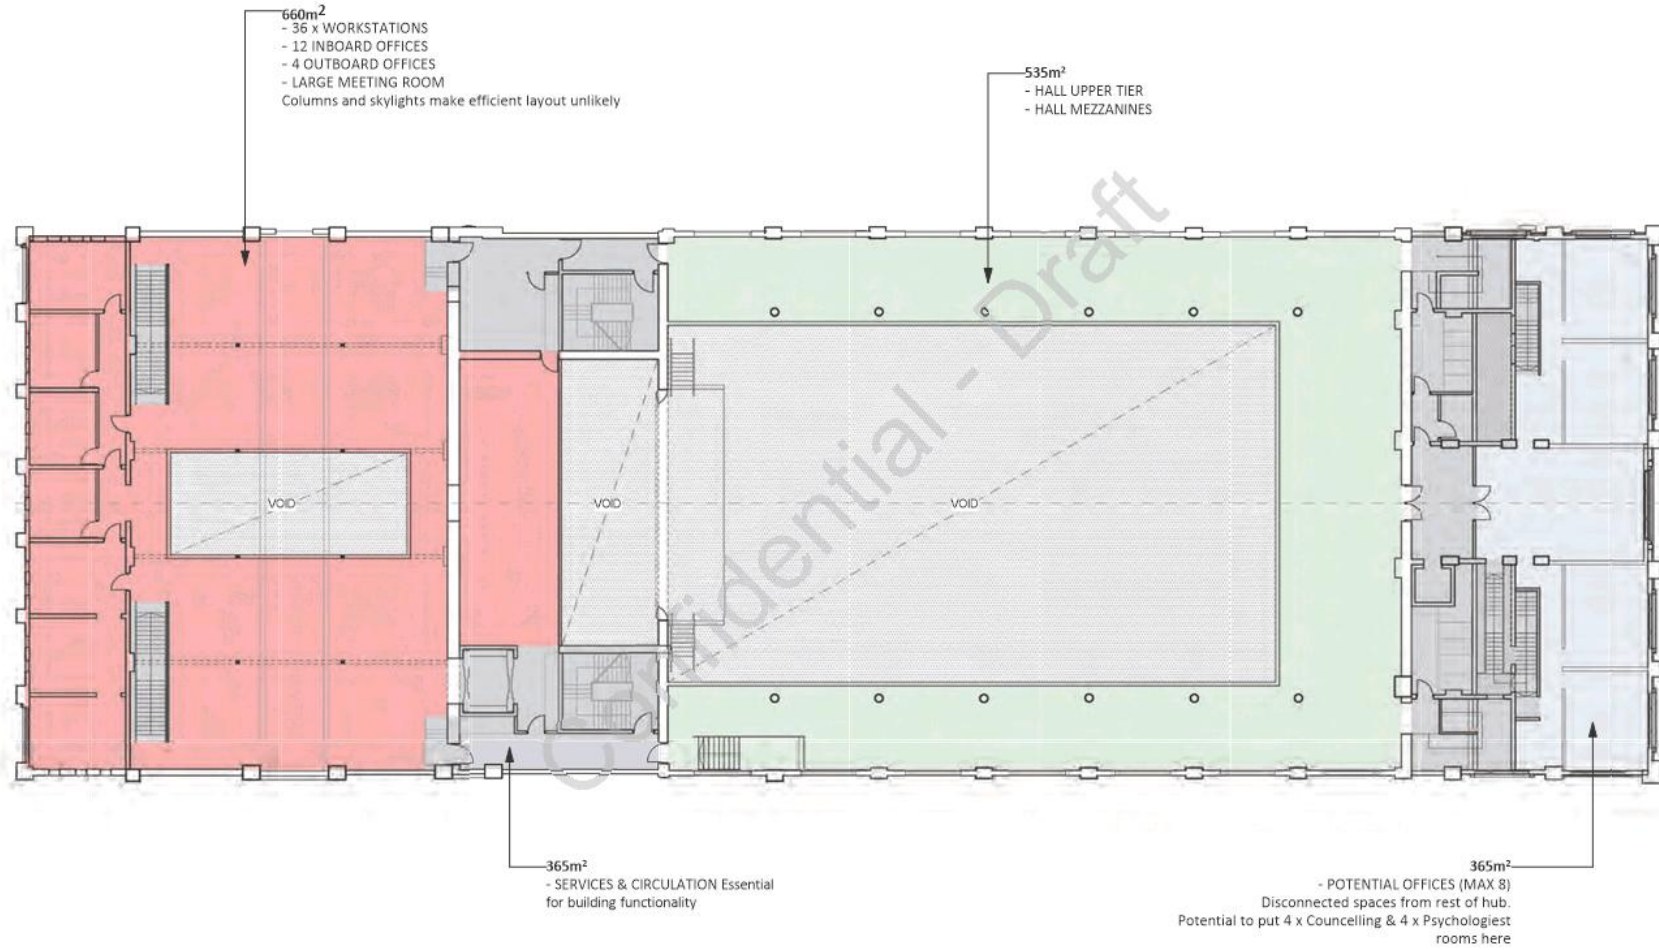 660m²
- 36 x WORKSTATIONS
- 12 INBOARD OFFICES
- 4 OUTBOARD OFFICES
- LARGE MEETING ROOM
Columns and skylights make efficient layout unlikely
535m²
- HALL UPPER TIER
- HALL MEZZANINES
VOID
VOID
VOID
Confidential - Draft
365m²
- SERVICES & CIRCULATION Essential
for building functionality
365m²
- POTENTIAL OFFICES (MAX 8)
Disconnected spaces from rest of hub.
Potential to put 4 x Councelling & 4 x Psychologiest
rooms here